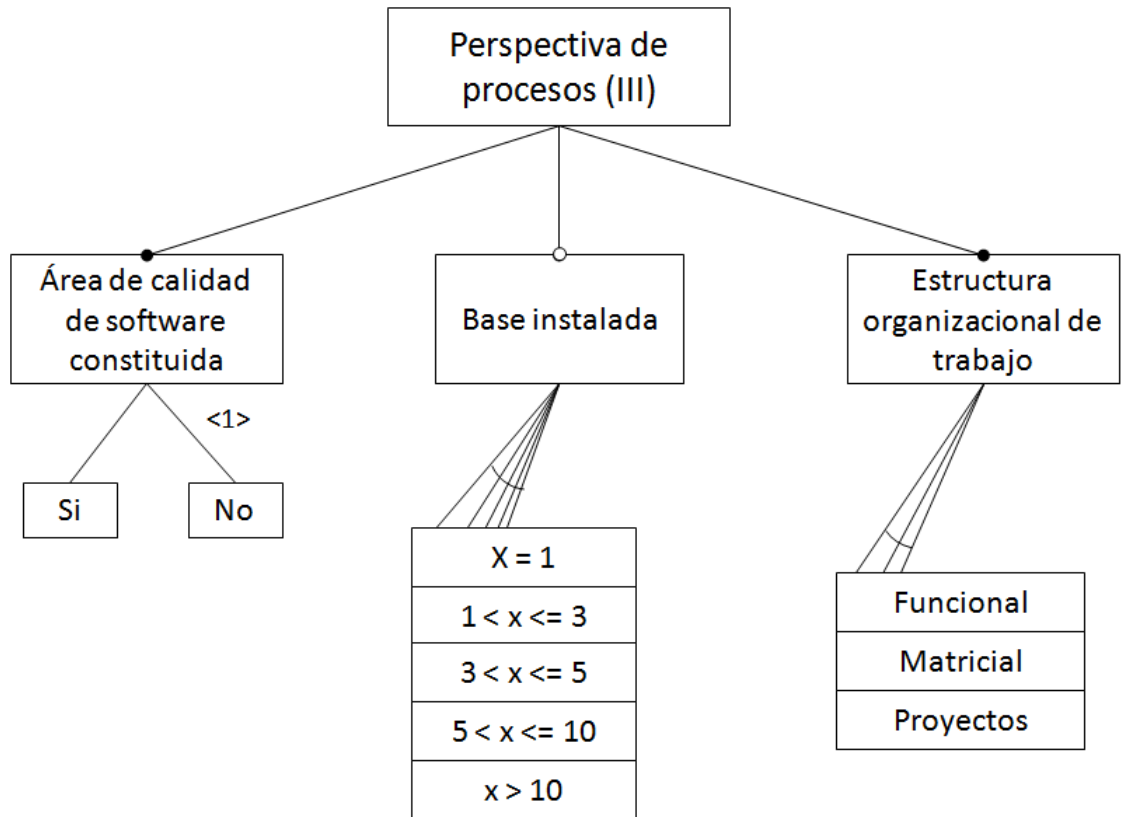 Perspectiva de
procesos (III)
Área de calidad
de software
constituida
Base instalada
Estructura
organizacional de
trabajo
<1>
Si
No
X = 1
1 < x <= 3
3 < x <= 5
5 < x <= 10
x > 10
Funcional
Matricial
Proyectos